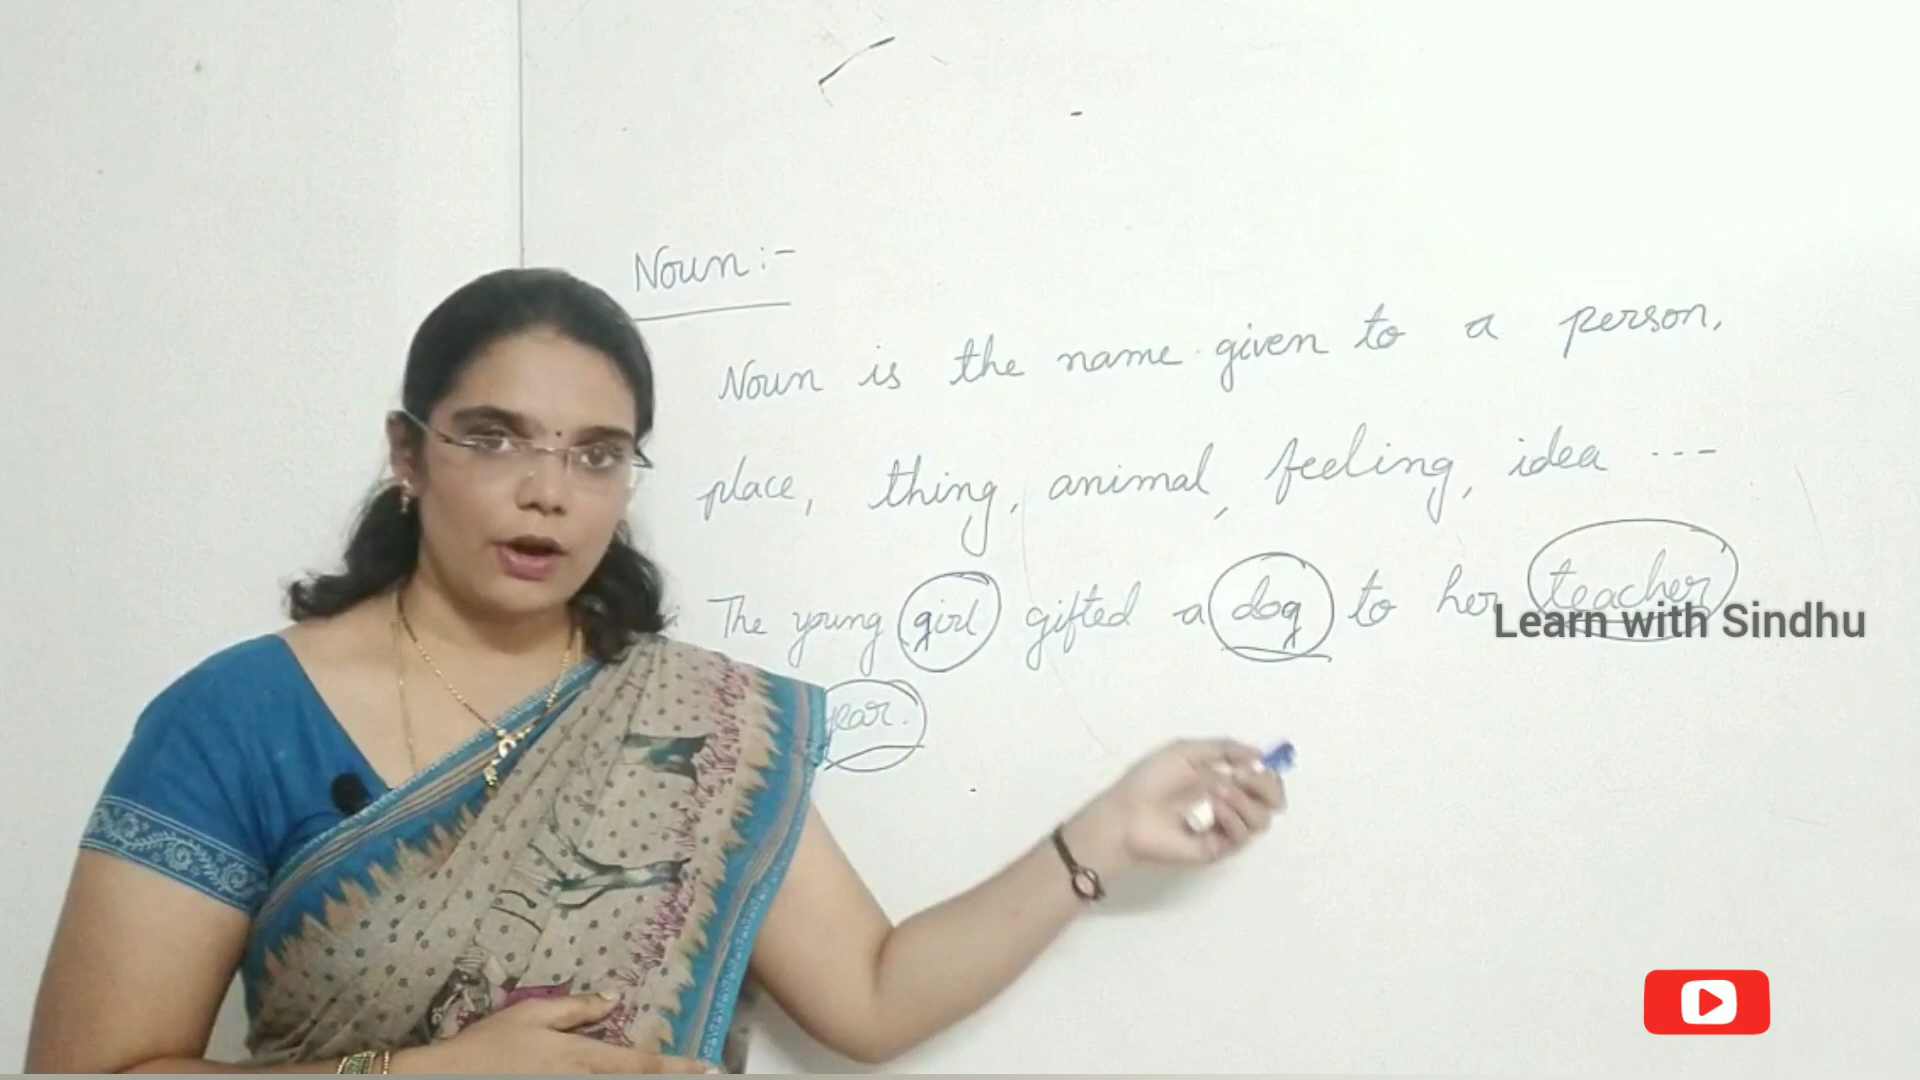 Noun :-
Noun is the name given to a person,
place, thing, animal, feeling, idea ---
The young girl gifted a dog to her teacher
Learn with Sindhu